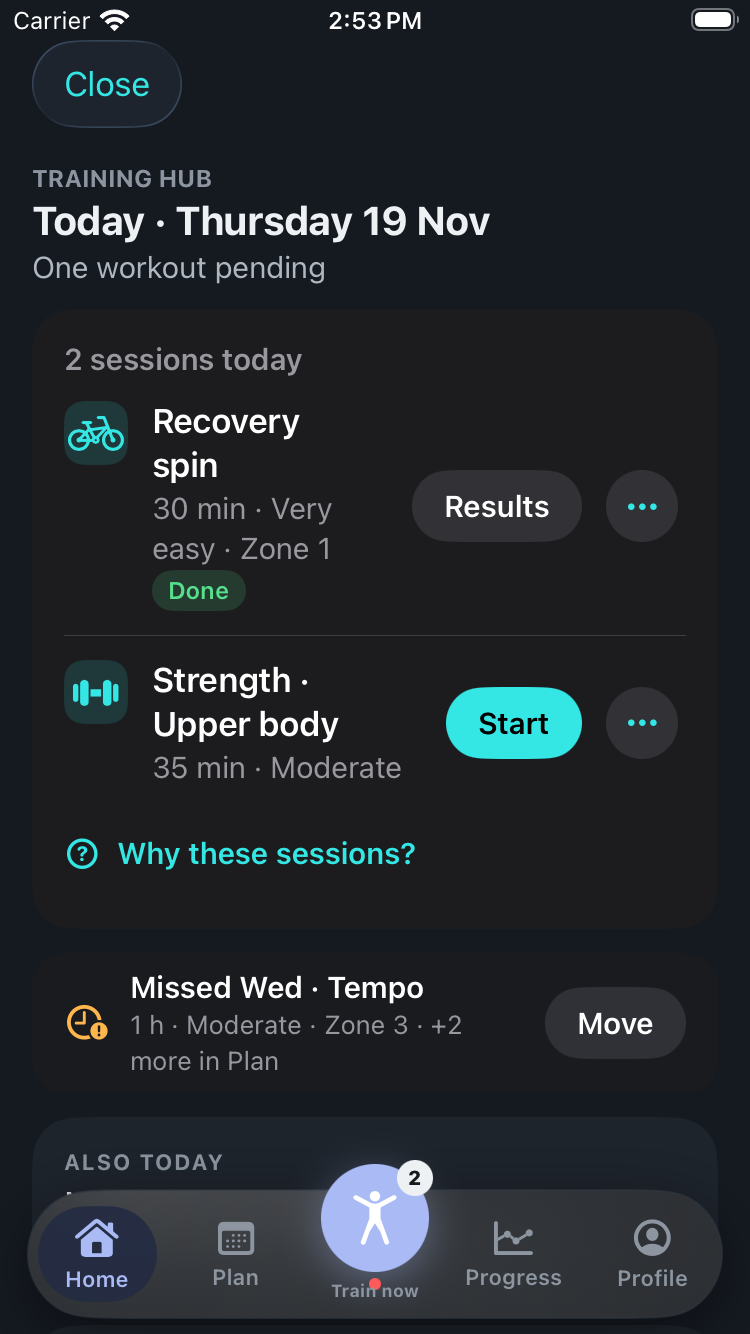 Carrier 2:53 PM
Close
TRAINING HUB
Today · Thursday 19 Nov
One workout pending
2 sessions today
Recovery
spin
30 min · Very
easy · Zone 1
Done
Results
Strength ·
Upper body
35 min · Moderate
Start
Why these sessions?
Missed Wed · Tempo
1 h · Moderate · Zone 3 · +2
more in Plan
Move
ALSO TODAY
2
Home
Plan
Train now
Progress
Profile